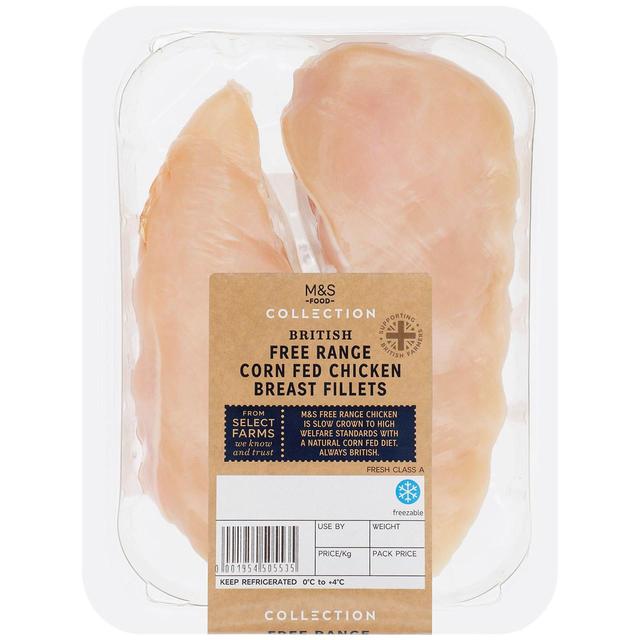 M&S
-FOOD-
COLLECTION
BRITISH
FREE RANGE
CORN FED CHICKEN
BREAST FILLETS
SUPPORTING
BRITISH FARMERS
FROM
SELECT
FARMS
we know
and trust
M&S FREE RANGE CHICKEN
IS SLOW GROWN TO HIGH
WELFARE STANDARDS WITH
A NATURAL CORN FED DIET.
ALWAYS BRITISH.
FRESH CLASS A
freezable
USE BY
WEIGHT
PRICE/Kg
PACK PRICE
0 001954 505535
KEEP REFRIGERATED 0°C to +4°C
COLLECTION
FREE RANGE